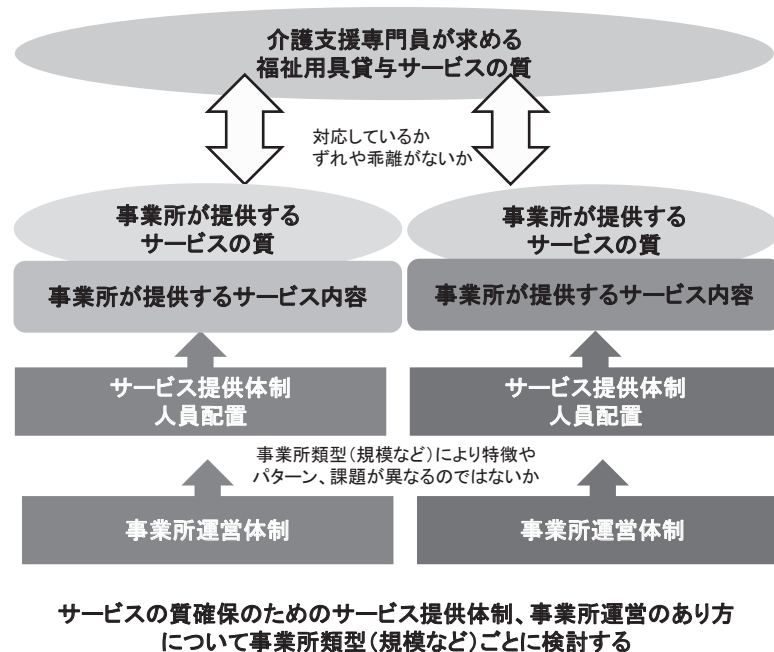 介護支援専門員が求める
福祉用具貸与サービスの質
対応しているか
ずれや乖離がないか
事業所が提供する
サービスの質
事業所が提供する
サービスの質
事業所が提供するサービス内容
事業所が提供するサービス内容
サービス提供体制
人員配置
サービス提供体制
人員配置
事業所類型(規模など)により特徴や
パターン、課題が異なるのではないか
事業所運営体制
事業所運営体制
サービスの質確保のためのサービス提供体制、事業所運営のあり方
について事業所類型(規模など)ごとに検討する